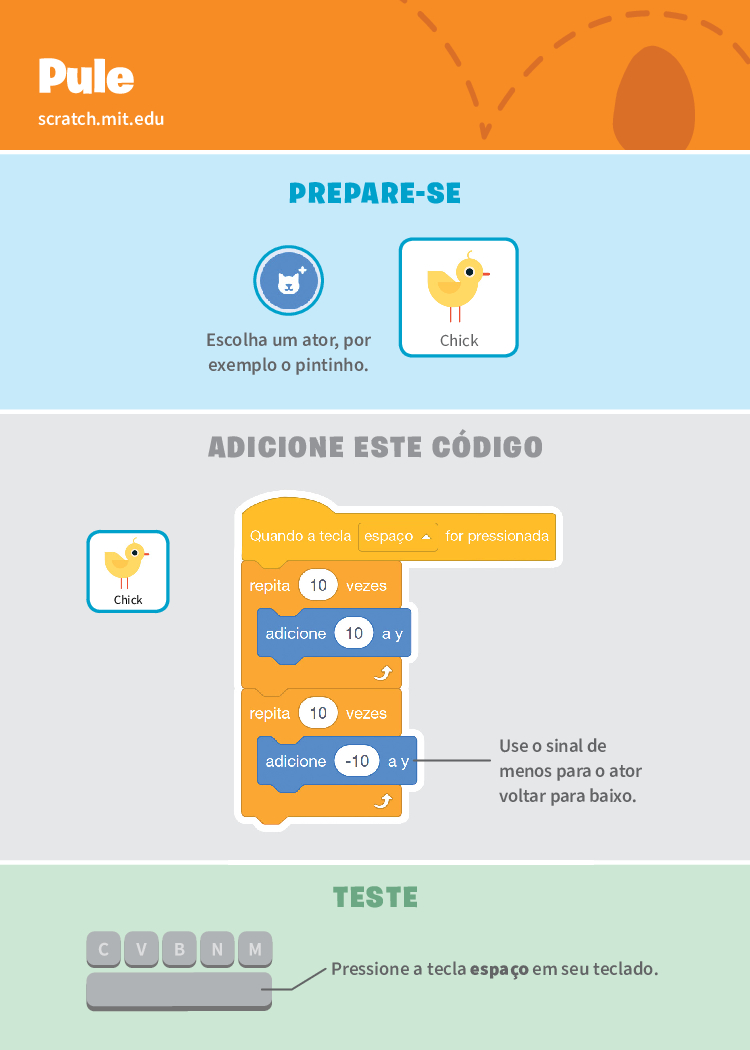 Pule
scratch.mit.edu
PREPARE-SE
Escolha um ator, por
exemplo o pintinho.
Chick
ADICIONE ESTE CÓDIGO
Chick
Quando a tecla espaço for pressionada
repita 10 vezes
adicione 10 a y
repita 10 vezes
adicione -10 a y
Use o sinal de
menos para o ator
voltar para baixo.
TESTE
C V B N M
Pressione a tecla espaço em seu teclado.